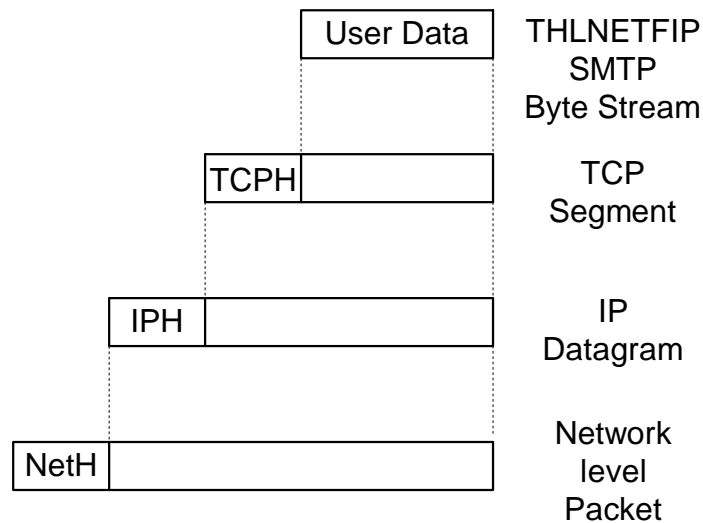 User Data
THLNETFIP
SMTP
Byte Stream
TCPH
TCP
Segment
IPH
IP
Datagram
NetH
Network
level
Packet